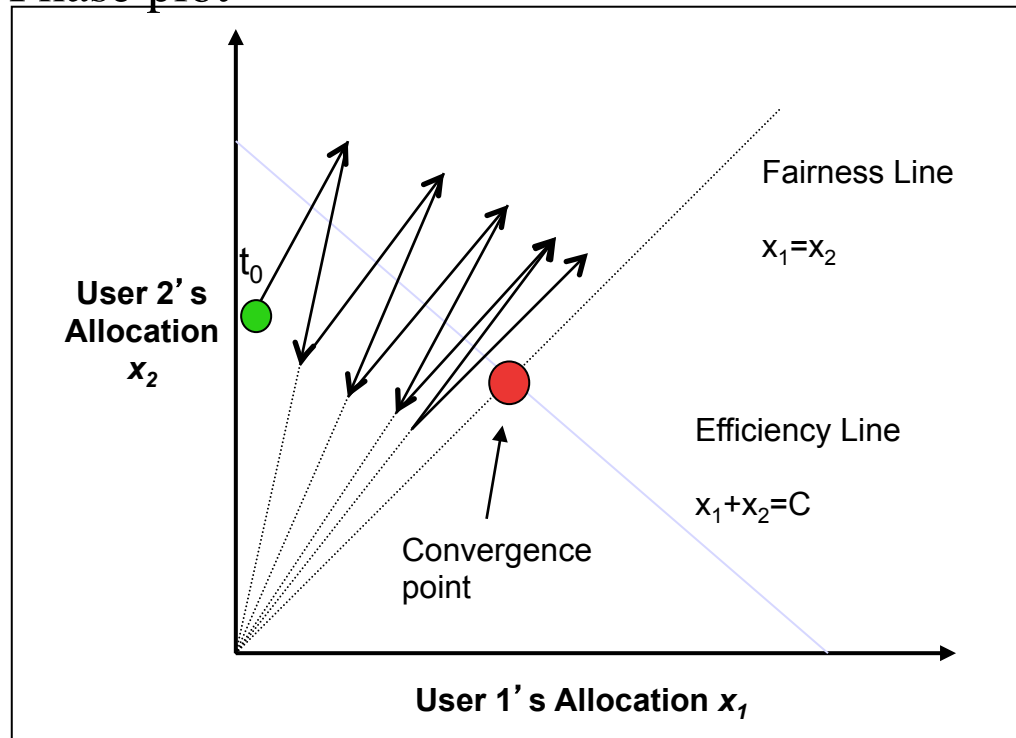 Phase plot
t₀
User 2's
Allocation
x₂
Fairness Line
x₁=x₂
Efficiency Line
x₁+x₂=C
Convergence
point
User 1's Allocation x₁